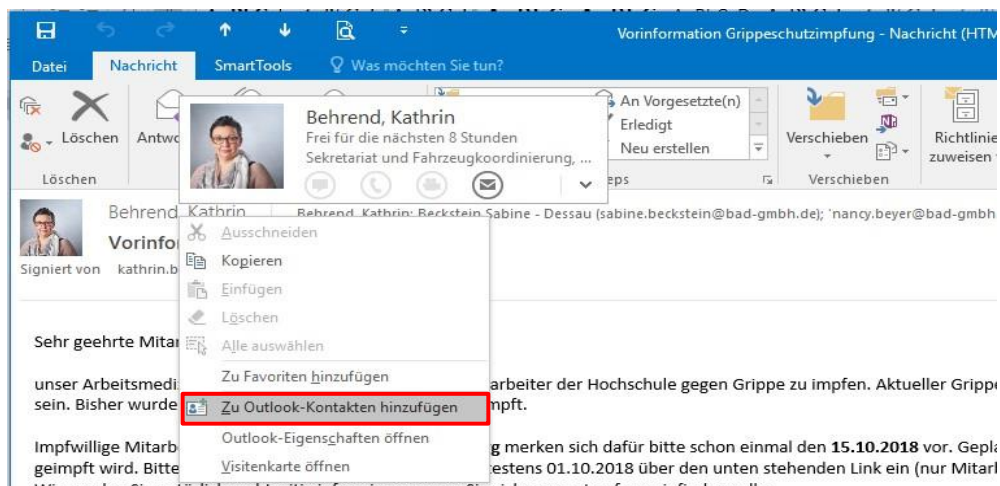 Vorinformation Grippeschutzimpfung - Nachricht (HTM
Datei Nachricht SmartTools Was möchten Sie tun?
Löschen
Antwo
Löschen
Behrend, Kathrin
Frei für die nächsten 8 Stunden
Sekretariat und Fahrzeugkoordinierung, ...
An Vorgesetzte(n)
Erledigt
Neu erstellen
eps
Verschieben
Verschieben
Richtlinie
zuweisen
Behrend, Kathrin Behrend, Kathrin; Beckstein Sabine - Dessau (sabine.beckstein@bad-gmbh.de); 'nancy.beyer@bad-gmbh
Vorinfo
Signiert von kathrin.b
Ausschneiden
Kopieren
Einfügen
Löschen
Alle auswählen
Zu Favoriten hinzufügen
Zu Outlook-Kontakten hinzufügen
Outlook-Eigenschaften öffnen
Visitenkarte öffnen
Sehr geehrte Mitar
unser Arbeitsmedi arbeiter der Hochschule gegen Grippe zu impfen. Aktueller Grippe
sein. Bisher wurde mpft.
Impfwillige Mitarb g merken sich dafür bitte schon einmal den 15.10.2018 vor. Gepla
geimpft wird. Bitte testens 01.10.2018 über den unten stehenden Link ein (nur Mitarl